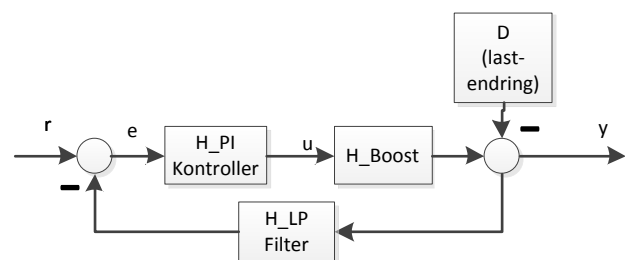 D
(last-
endring)
r
e
H_PI
Kontroller
u
H_Boost
y
H_LP
Filter